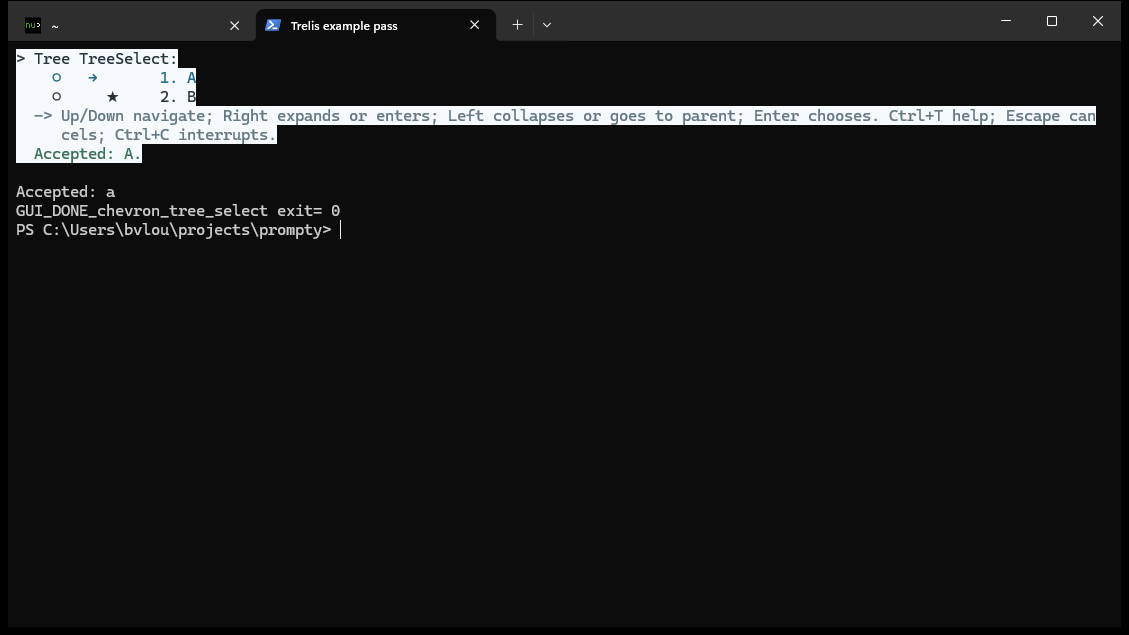 nu> ~
Trelis example pass
> Tree TreeSelect:
○ → 1. A
○ ★ 2. B
-> Up/Down navigate; Right expands or enters; Left collapses or goes to parent; Enter chooses. Ctrl+T help; Escape can
cels; Ctrl+C interrupts.
Accepted: A.
Accepted: a
GUI_DONE_chevron_tree_select exit= 0
PS C:\Users\bvlou\projects\prompty>